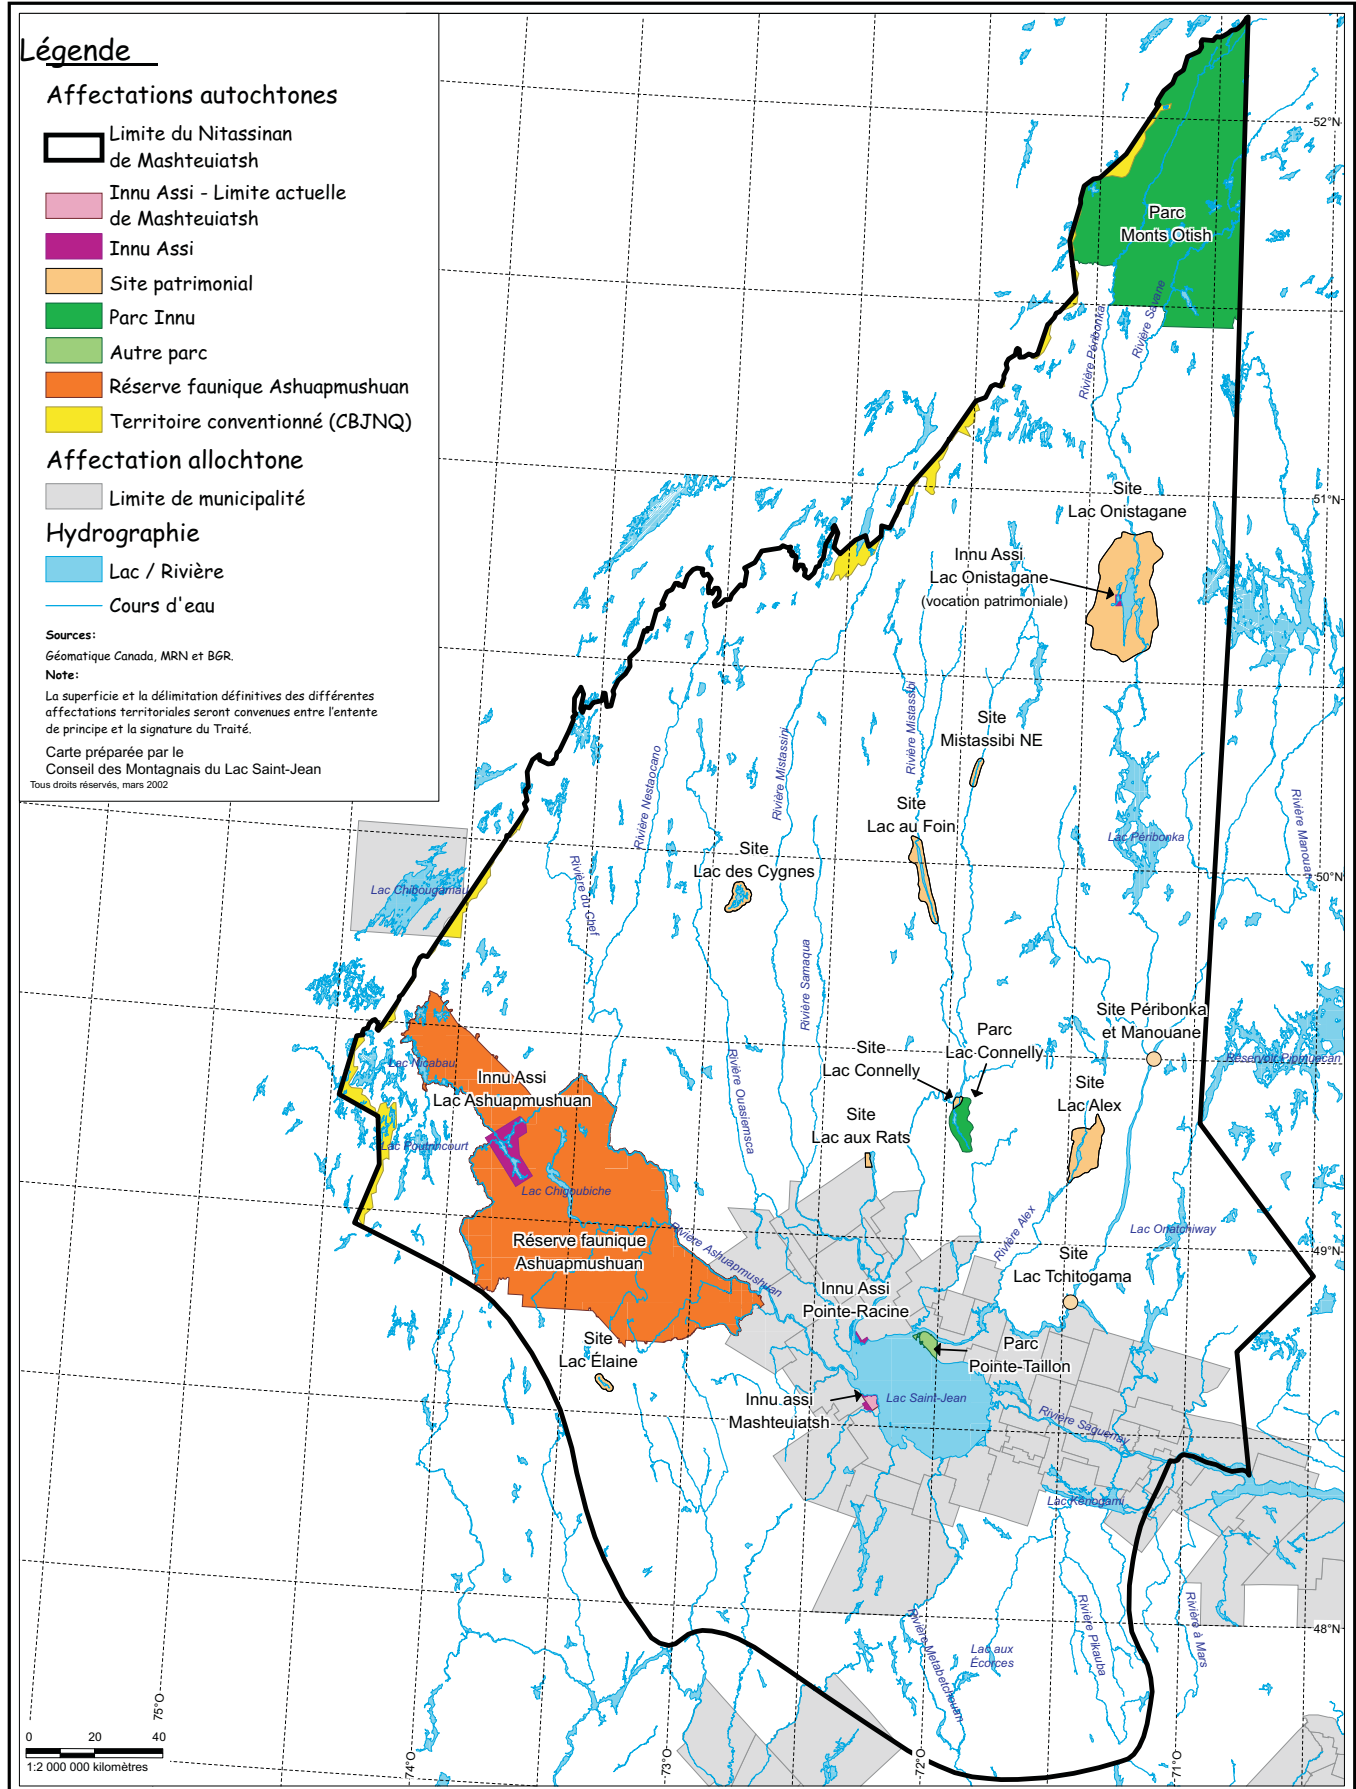 Légende
Affectations autochtones
Limite du Nitassinan
de Mashteuiatsh
Innu Assi - Limite actuelle
de Mashteuiatsh
Innu Assi
Site patrimonial
Parc Innu
Autre parc
Réserve faunique Ashuapmushuan
Territoire conventionné (CBJNQ)
Affectation allochtone
Limite de municipalité
Hydrographie
Lac / Rivière
Cours d'eau
Sources:
Géomatique Canada, MRN et BGR.
Note:
La superficie et la délimitation définitives des différentes
affectations territoriales seront convenues entre l'entente
de principe et la signature du Traité.
Carte préparée par le
Conseil des Montagnais du Lac Saint-Jean
Tous droits réservés, mars 2002
52°N
Parc
Monts Otish
Rivière Péribonka
Rivière Savane
51°N
Site
Lac Onistagane
Innu Assi
Lac Onistagane
(vocation patrimoniale)
Rivière Mistassibi
Site
Mistassibi NE
Rivière Mistassini
Rivière Nestaocano
Rivière Manouan
Site
Lac au Foin
Lac Péribonka
Site
Lac des Cygnes
Rivière du Chef
Lac Chibougamau
50°N
Rivière Samaqua
Site Péribonka
et Manouane
Parc
Lac Connelly
Site
Lac Connelly
Réservoir Pipmuacan
Lac Nicabau
Innu Assi
Lac Ashuapmushuan
Rivière Ouasiemsca
Site
Lac Alex
Site
Lac aux Rats
Lac Poutrincourt
Lac Chigoubiche
Rivière Alex
Lac Onatchiway
Réserve faunique
Ashuapmushuan
Rivière Ashuapmushuan
49°N
Site
Lac Tchitogama
Innu Assi
Pointe-Racine
Site
Lac Élaine
Parc
Pointe-Taillon
Innu assi
Mashteuiatsh
Lac Saint-Jean
Rivière Saguenay
Lac Kénogami
Rivière Métabetchouan
Lac aux
Écorces
Rivière Pikauba
Rivière à Mars
48°N
75°O
74°O
73°O
72°O
71°O
0 20 40
1:2 000 000 kilomètres